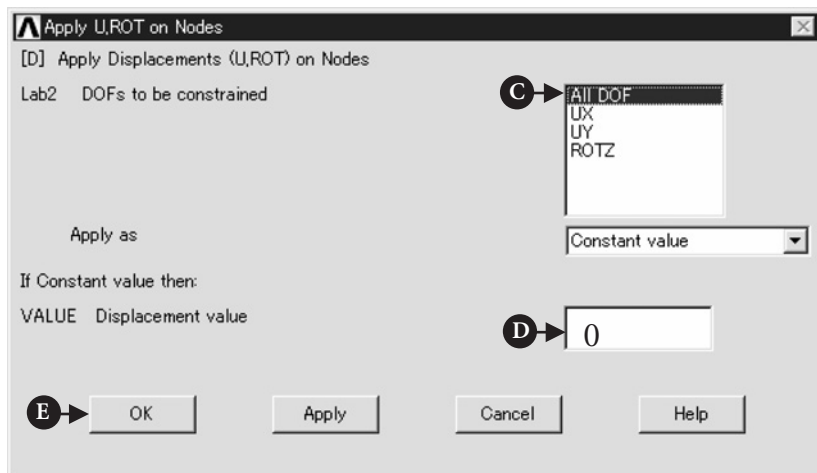 Apply U,ROT on Nodes
[D] Apply Displacements (U,ROT) on Nodes
Lab2 DOFs to be constrained
C
All DOF
UX
UY
ROTZ
Apply as
Constant value
If Constant value then:
VALUE Displacement value
D
0
E
OK
Apply
Cancel
Help